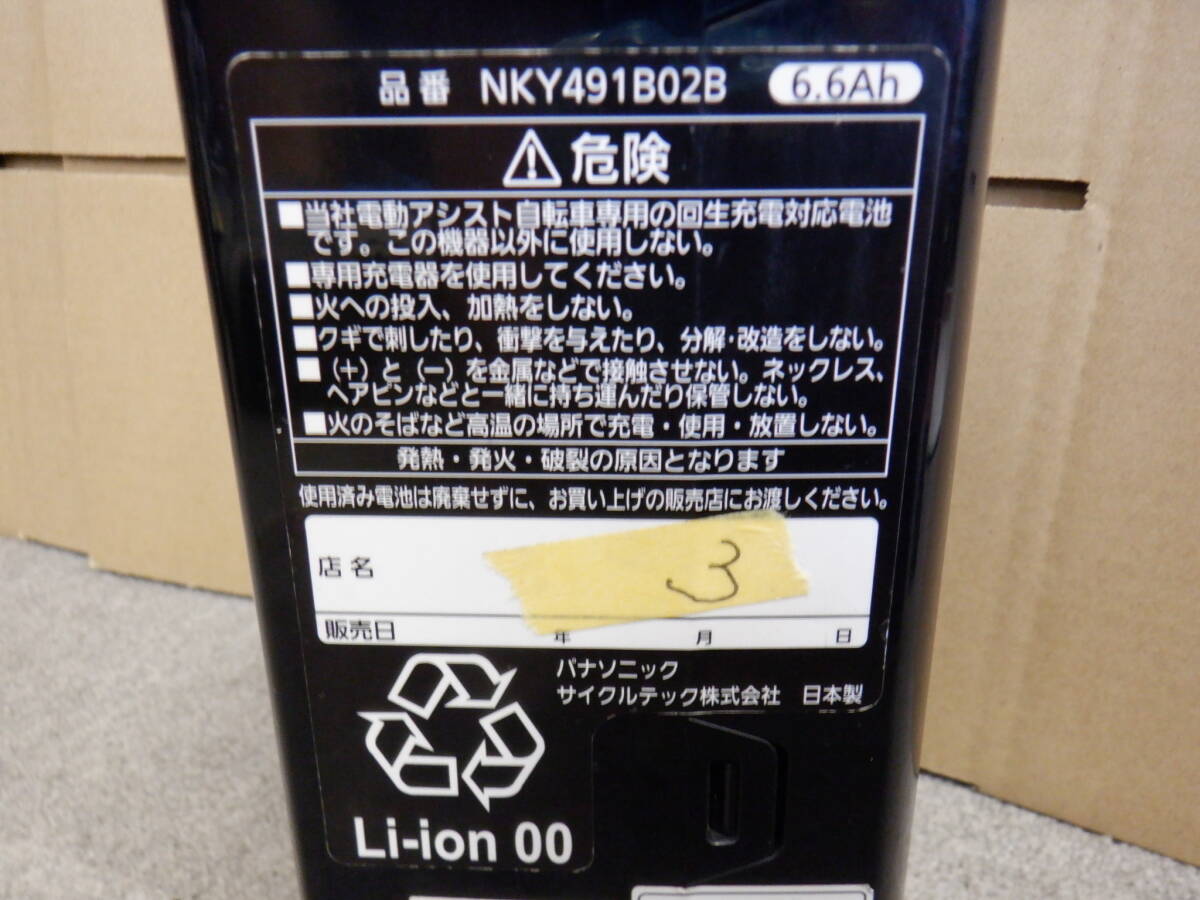 品番 NKY491B02B 6.6Ah
危険
■当社電動アシスト自転車専用の回生充電対応電池
です。この機器以外に使用しない。
■専用充電器を使用してください。
■火への投入、加熱をしない。
■クギで刺したり、衝撃を与えたり、分解・改造をしない。
■(+)と(−)を金属などで接触させない。ネックレス、
ヘアピンなどと一緒に持ち運んだり保管しない。
■火のそばなど高温の場所で充電・使用・放置しない。
発熱・発火・破裂の原因となります
使用済み電池は廃棄せずに、お買い上げの販売店にお渡しください。
店名
3
販売日 年 月 日
パナソニック
サイクルテック株式会社 日本製
Li-ion 00